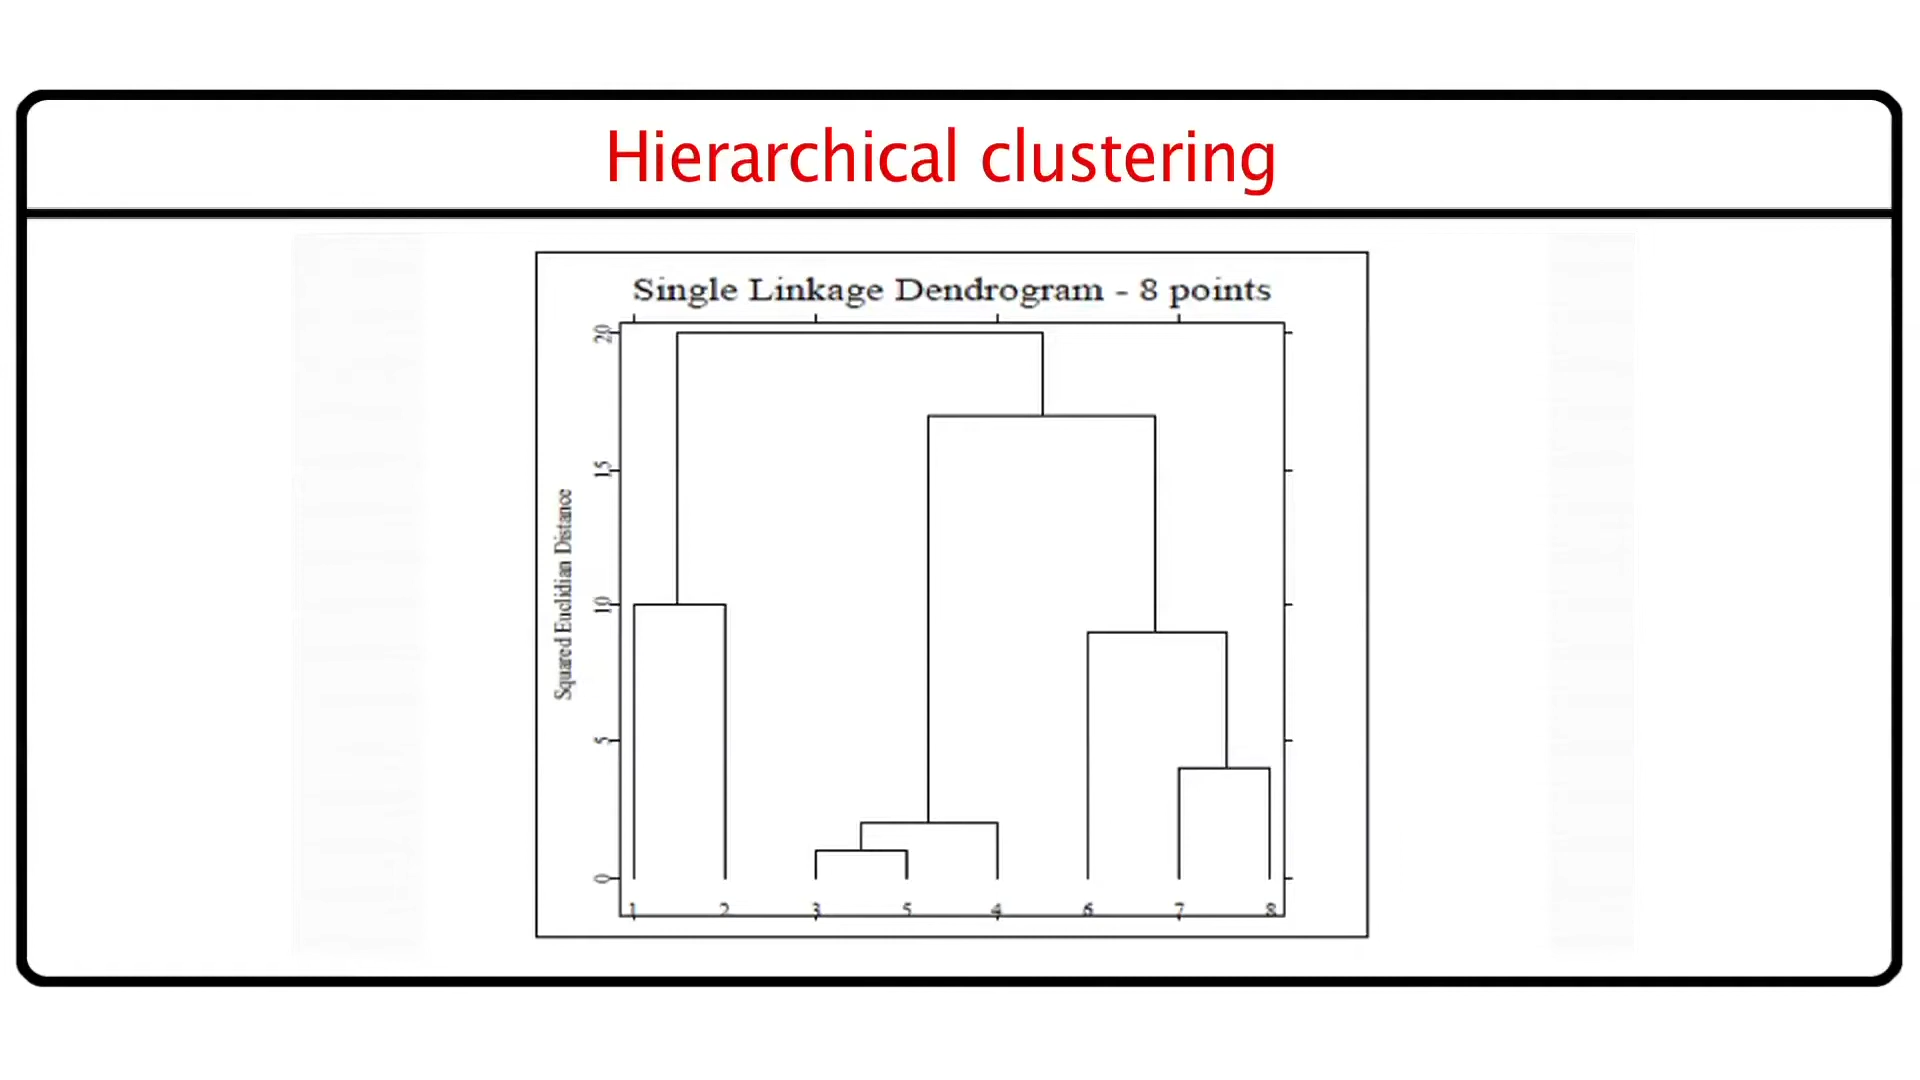 Hierarchical clustering
Single Linkage Dendrogram - 8 points
Squared Euclidian Distance
20
15
10
5
0
1 2 3 5 4 6 7 8